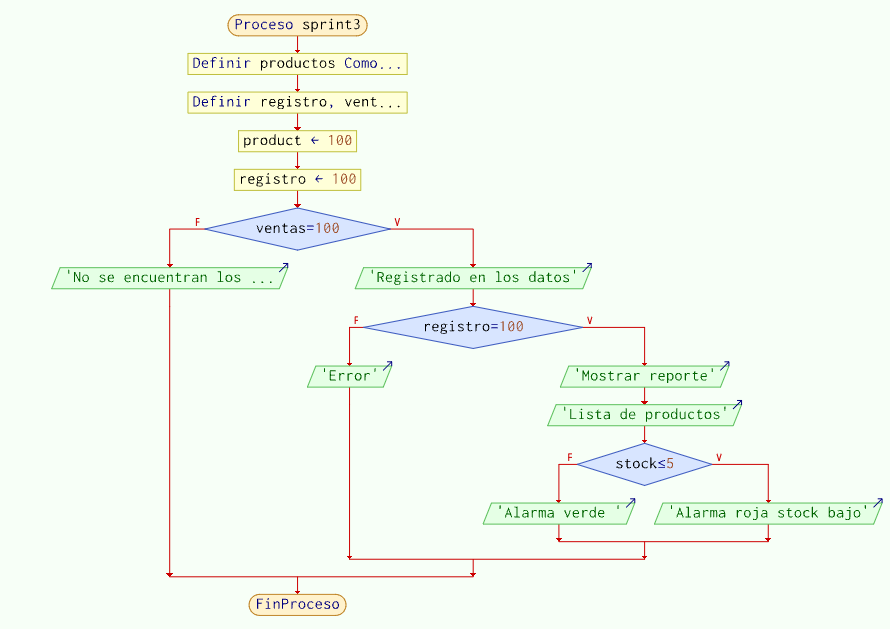 Proceso sprint3
Definir productos Como...
Definir registro, vent...
product ← 100
registro ← 100
F
ventas=100
V
'No se encuentran los ...
'Registrado en los datos'
F
registro=100
V
'Error'
'Mostrar reporte'
'Lista de productos'
F
stock≤5
V
'Alarma verde '
'Alarma roja stock bajo'
FinProceso